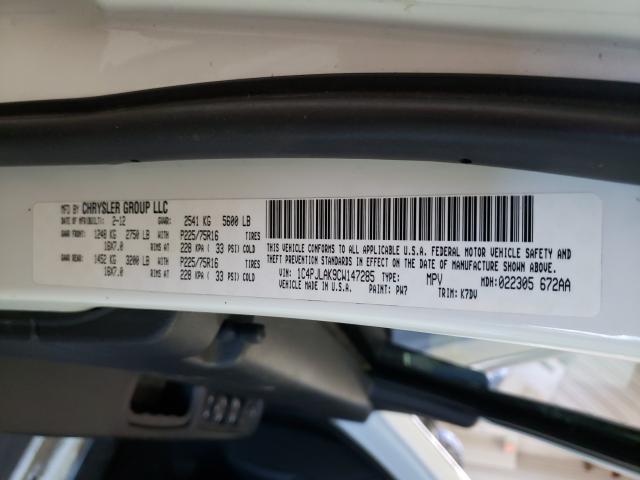 MFD BY CHRYSLER GROUP LLC
DATE OF MFR/BUILT: 2-12 GVWR: 2541 KG 5600 LB
GAWR FRONT: 1248 KG 2750 LB P225/75R16 TIRES
16X7.0 RIMS AT 228 KPA ( 33 PSI) COLD
GAWR REAR: 1452 KG 3200 LB P225/75R16 TIRES
16X7.0 RIMS AT 228 KPA ( 33 PSI) COLD
THIS VEHICLE CONFORMS TO ALL APPLICABLE U.S.A. FEDERAL MOTOR VEHICLE SAFETY AND
THEFT PREVENTION STANDARDS IN EFFECT ON THE DATE OF MANUFACTURE SHOWN ABOVE.
VIN: 1C4PJLAK9CW147285 TYPE: MPV MDH: 022305 672AA
VEHICLE MADE IN U.S.A. PAINT: PW7 TRIM: K7DV